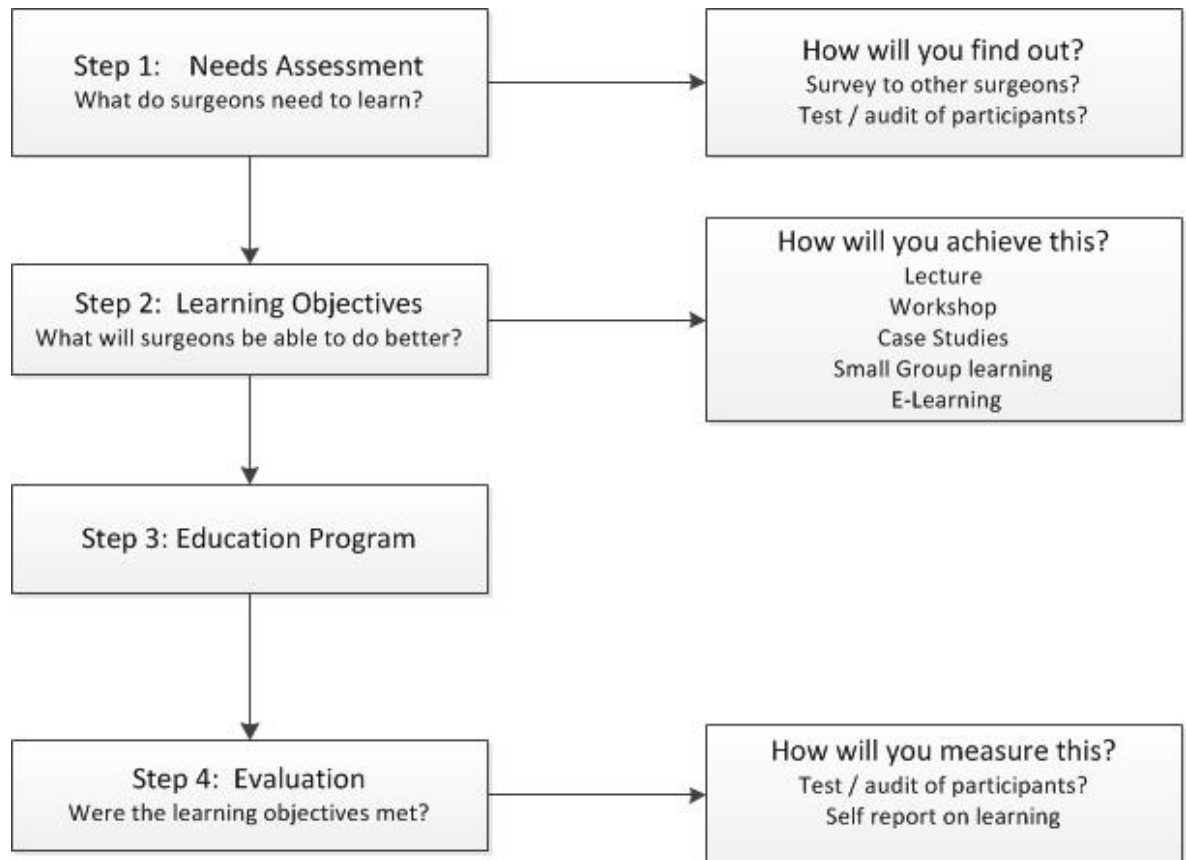 Step 1: Needs Assessment
What do surgeons need to learn?
How will you find out?
Survey to other surgeons?
Test / audit of participants?
Step 2: Learning Objectives
What will surgeons be able to do better?
How will you achieve this?
Lecture
Workshop
Case Studies
Small Group learning
E-Learning
Step 3: Education Program
Step 4: Evaluation
Were the learning objectives met?
How will you measure this?
Test / audit of participants?
Self report on learning